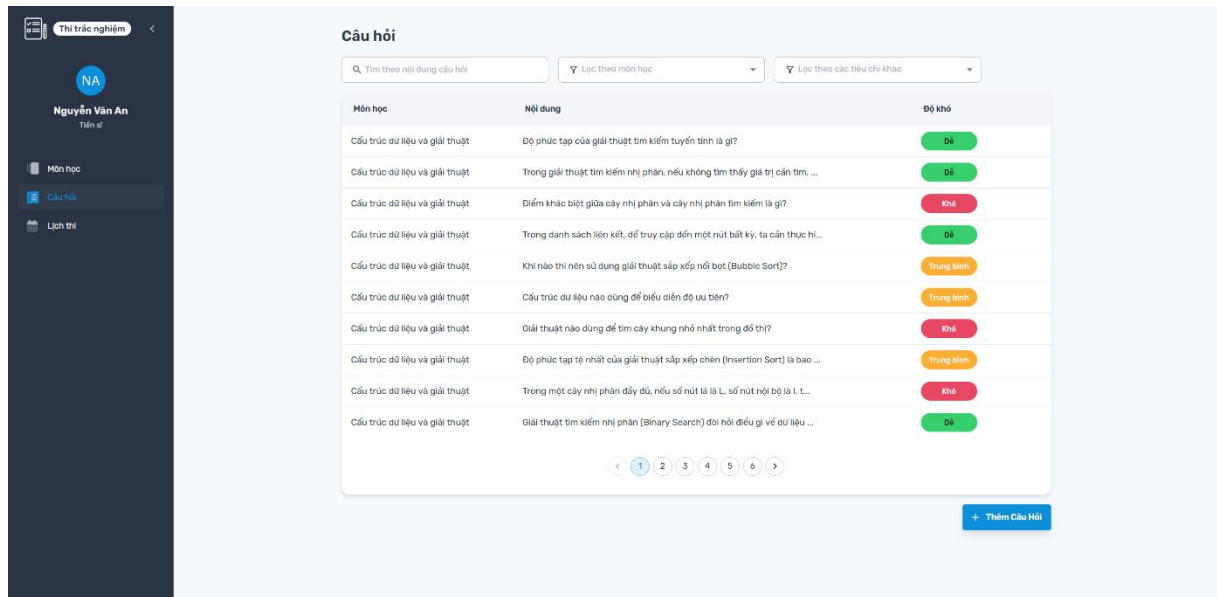 Thi trắc nghiệm
NA
Nguyễn Văn An
Tiến sĩ
Môn học
Câu hỏi
Lịch thi
Câu hỏi
Tìm theo nội dung câu hỏi
Lọc theo môn học
Lọc theo các tiêu chí khác
Môn học Nội dung Độ khó
Cấu trúc dữ liệu và giải thuật Độ phức tạp của giải thuật tìm kiếm tuyến tính là gì? Dễ
Cấu trúc dữ liệu và giải thuật Trong giải thuật tìm kiếm nhị phân, nếu không tìm thấy giá trị cần tìm, ... Dễ
Cấu trúc dữ liệu và giải thuật Điểm khác biệt giữa cây nhị phân và cây nhị phân tìm kiếm là gì? Khó
Cấu trúc dữ liệu và giải thuật Trong danh sách liên kết, để truy cập đến một nút bất kỳ, ta cần thực hi... Dễ
Cấu trúc dữ liệu và giải thuật Khi nào thì nên sử dụng giải thuật sắp xếp nổi bọt (Bubble Sort)? Trung bình
Cấu trúc dữ liệu và giải thuật Cấu trúc dữ liệu nào dùng để biểu diễn độ ưu tiên? Trung bình
Cấu trúc dữ liệu và giải thuật Giải thuật nào dùng để tìm cây khung nhỏ nhất trong đồ thị? Khó
Cấu trúc dữ liệu và giải thuật Độ phức tạp tệ nhất của giải thuật sắp xếp chèn (Insertion Sort) là bao ... Trung bình
Cấu trúc dữ liệu và giải thuật Trong một cây nhị phân đầy đủ, nếu số nút lá là L, số nút nội bộ là I, t... Khó
Cấu trúc dữ liệu và giải thuật Giải thuật tìm kiếm nhị phân (Binary Search) đòi hỏi điều gì về dữ liệu ... Dễ
1 2 3 4 5 6
+ Thêm Câu Hỏi